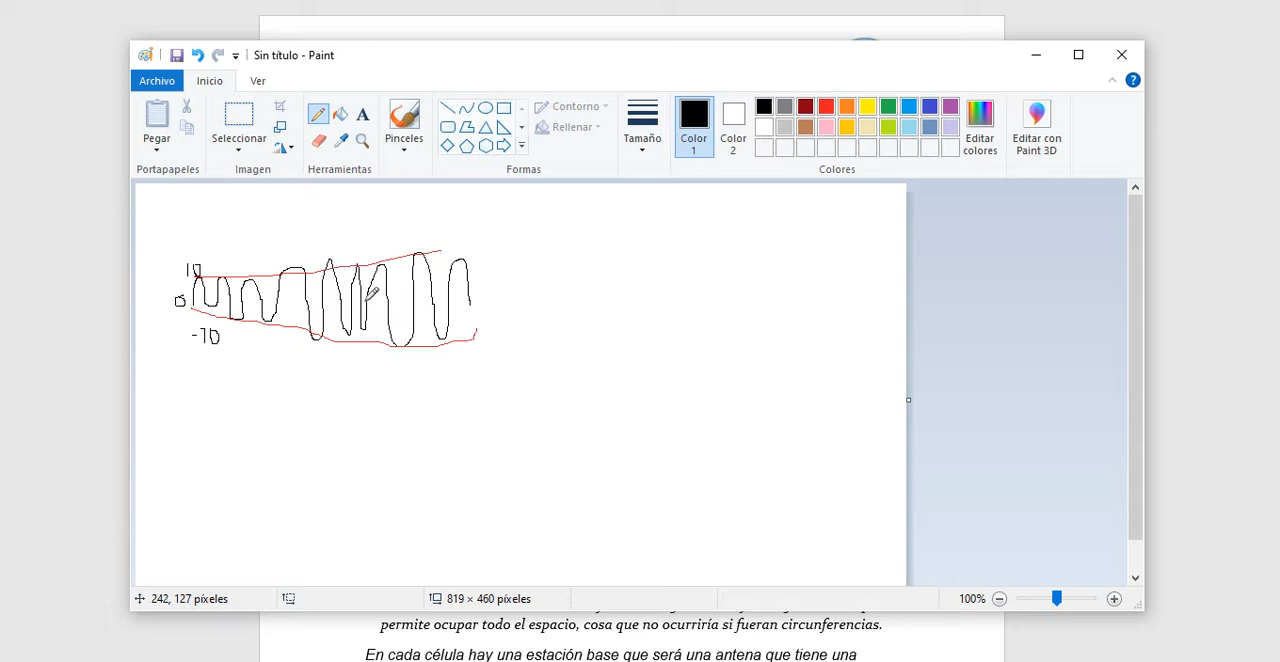 Sin título - Paint
Archivo Inicio Ver
Pegar
Seleccionar
Pinceles
Contorno
Rellenar
Tamaño
Color 1
Color 2
Editar colores
Editar con Paint 3D
A
?
Portapapeles Imagen Herramientas Formas Colores
0
242, 127 píxeles
819 × 460 píxeles
100%
permite ocupar todo el espacio, cosa que no ocurriría si fueran circunferencias.
En cada célula hay una estación base que será una antena que tiene una